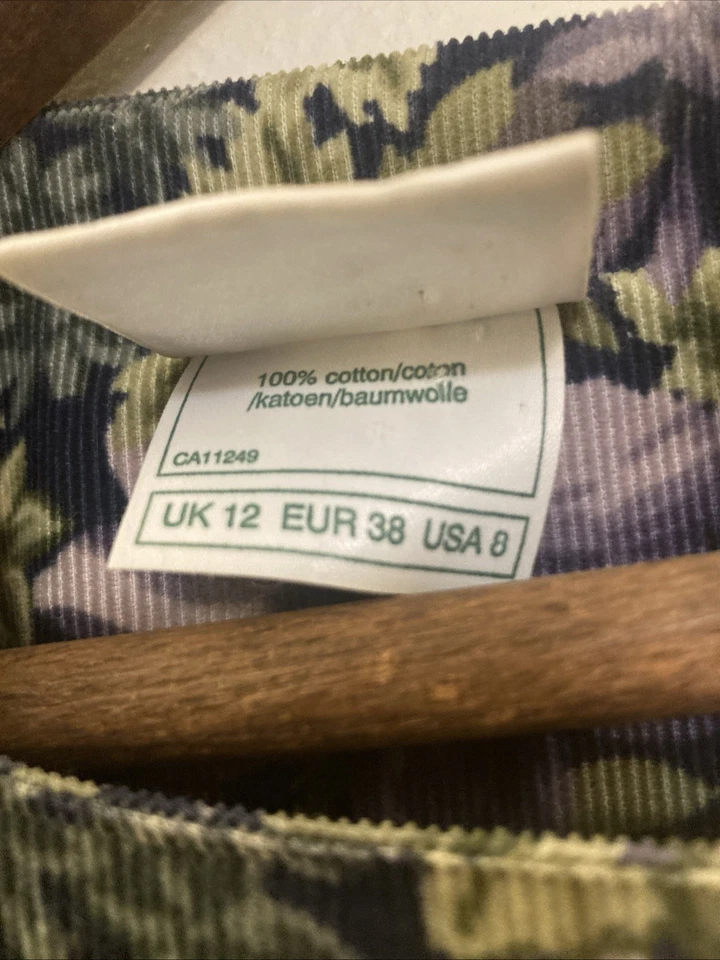 100% cotton/coton
/katoen/baumwolle
CA11249
UK 12 EUR 38 USA 8